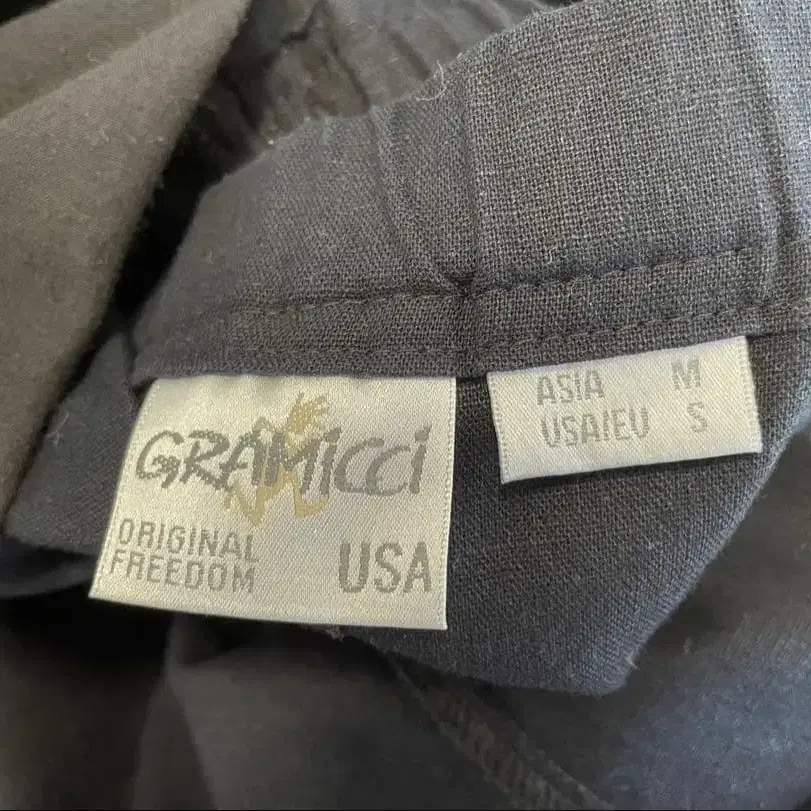 GRAMicci
ORIGINAL
FREEDOM
USA
ASIA M
USA/EU S